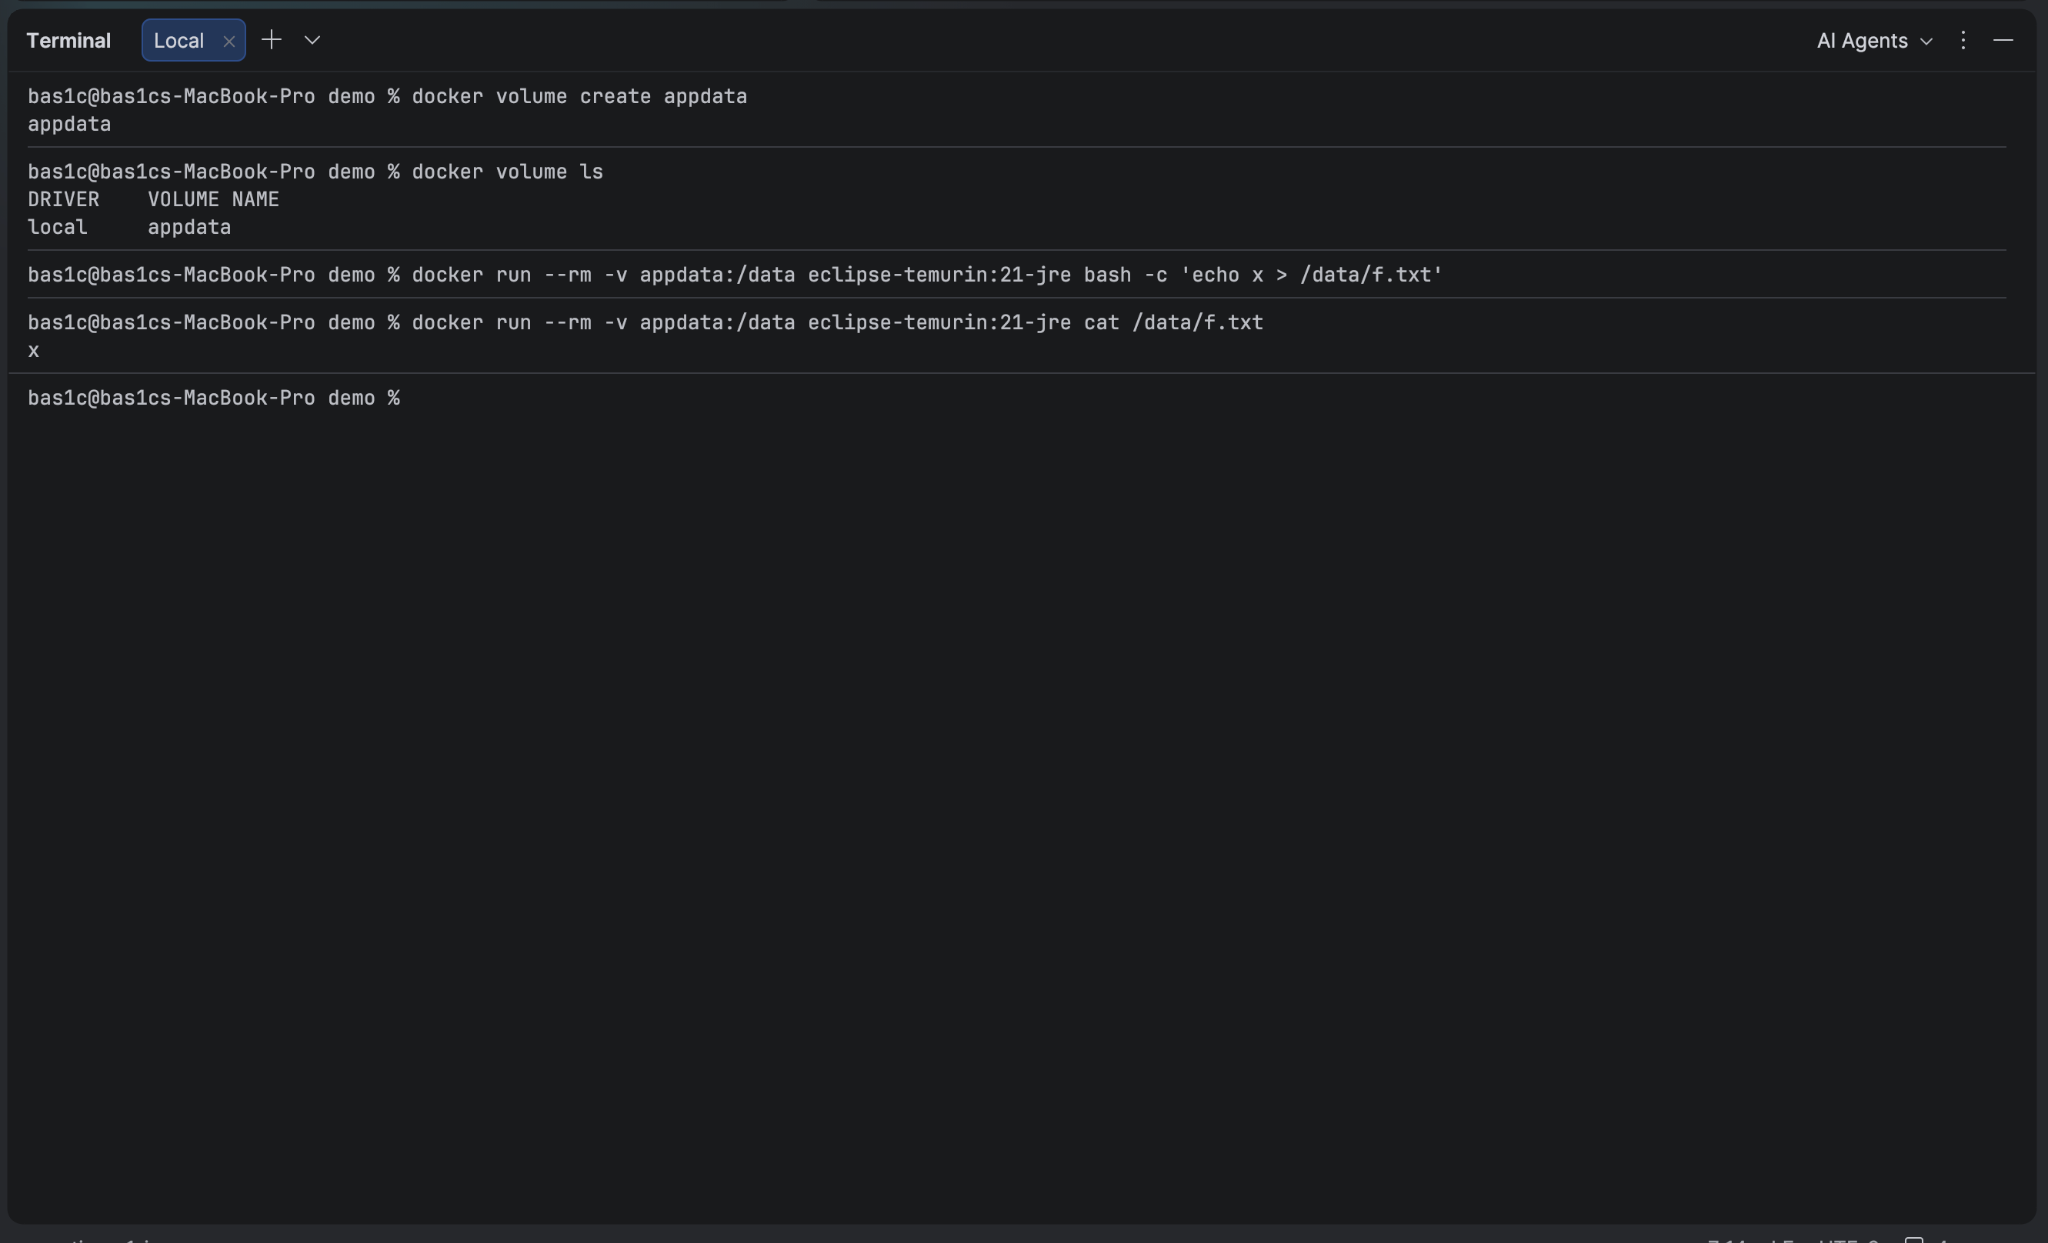 Terminal Local AI Agents
bas1c@bas1cs-MacBook-Pro demo % docker volume create appdata
appdata
bas1c@bas1cs-MacBook-Pro demo % docker volume ls
DRIVER    VOLUME NAME
local     appdata
bas1c@bas1cs-MacBook-Pro demo % docker run --rm -v appdata:/data eclipse-temurin:21-jre bash -c 'echo x > /data/f.txt'
bas1c@bas1cs-MacBook-Pro demo % docker run --rm -v appdata:/data eclipse-temurin:21-jre cat /data/f.txt
x
bas1c@bas1cs-MacBook-Pro demo %